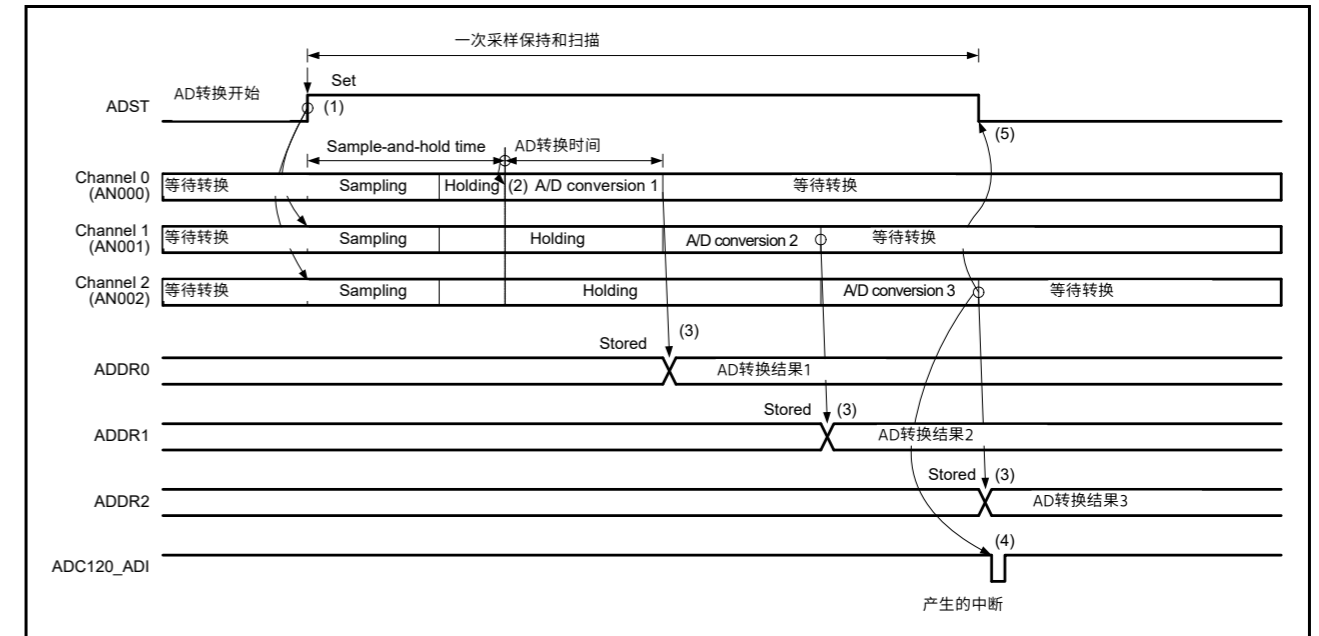 一次采样保持和扫描
Set
AD转换开始
ADST
(1)
(5)
Sample-and-hold time
AD转换时间
Channel 0
(AN000)
等待转换
Sampling
Holding
(2)
A/D conversion 1
等待转换
Channel 1
(AN001)
等待转换
Sampling
Holding
A/D conversion 2
等待转换
Channel 2
(AN002)
等待转换
Sampling
Holding
A/D conversion 3
等待转换
Stored
(3)
ADDR0
AD转换结果1
Stored
(3)
ADDR1
AD转换结果2
Stored
(3)
ADDR2
AD转换结果3
(4)
ADC120_ADI
产生的中断